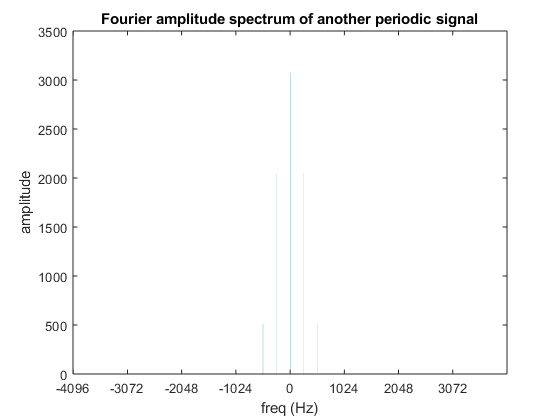 Fourier amplitude spectrum of another periodic signal
3500
3000
2500
2000
1500
1000
500
0
amplitude
-4096 -3072 -2048 -1024 0 1024 2048 3072
freq (Hz)